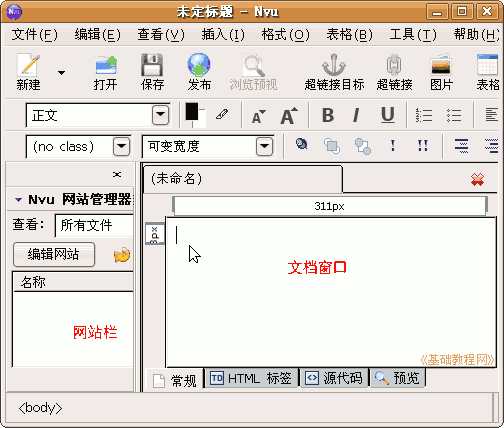 未定标题 - Nvu
文件(F) 编辑(E) 查看(V) 插入(I) 格式(O) 表格(B) 工具(T) 帮助(H)
新建 打开 保存 发布 浏览预视 超链接目标 超链接 图片 表格
正文 A A B I U
(no class) 可变宽度 ! !!
(未命名)
Nvu 网站管理器
311px
查看: 所有文件
3px
编辑网站
文档窗口
名称
网站栏
《基础教程网》
常规 TD HTML 标签 <> 源代码 预览
<body>